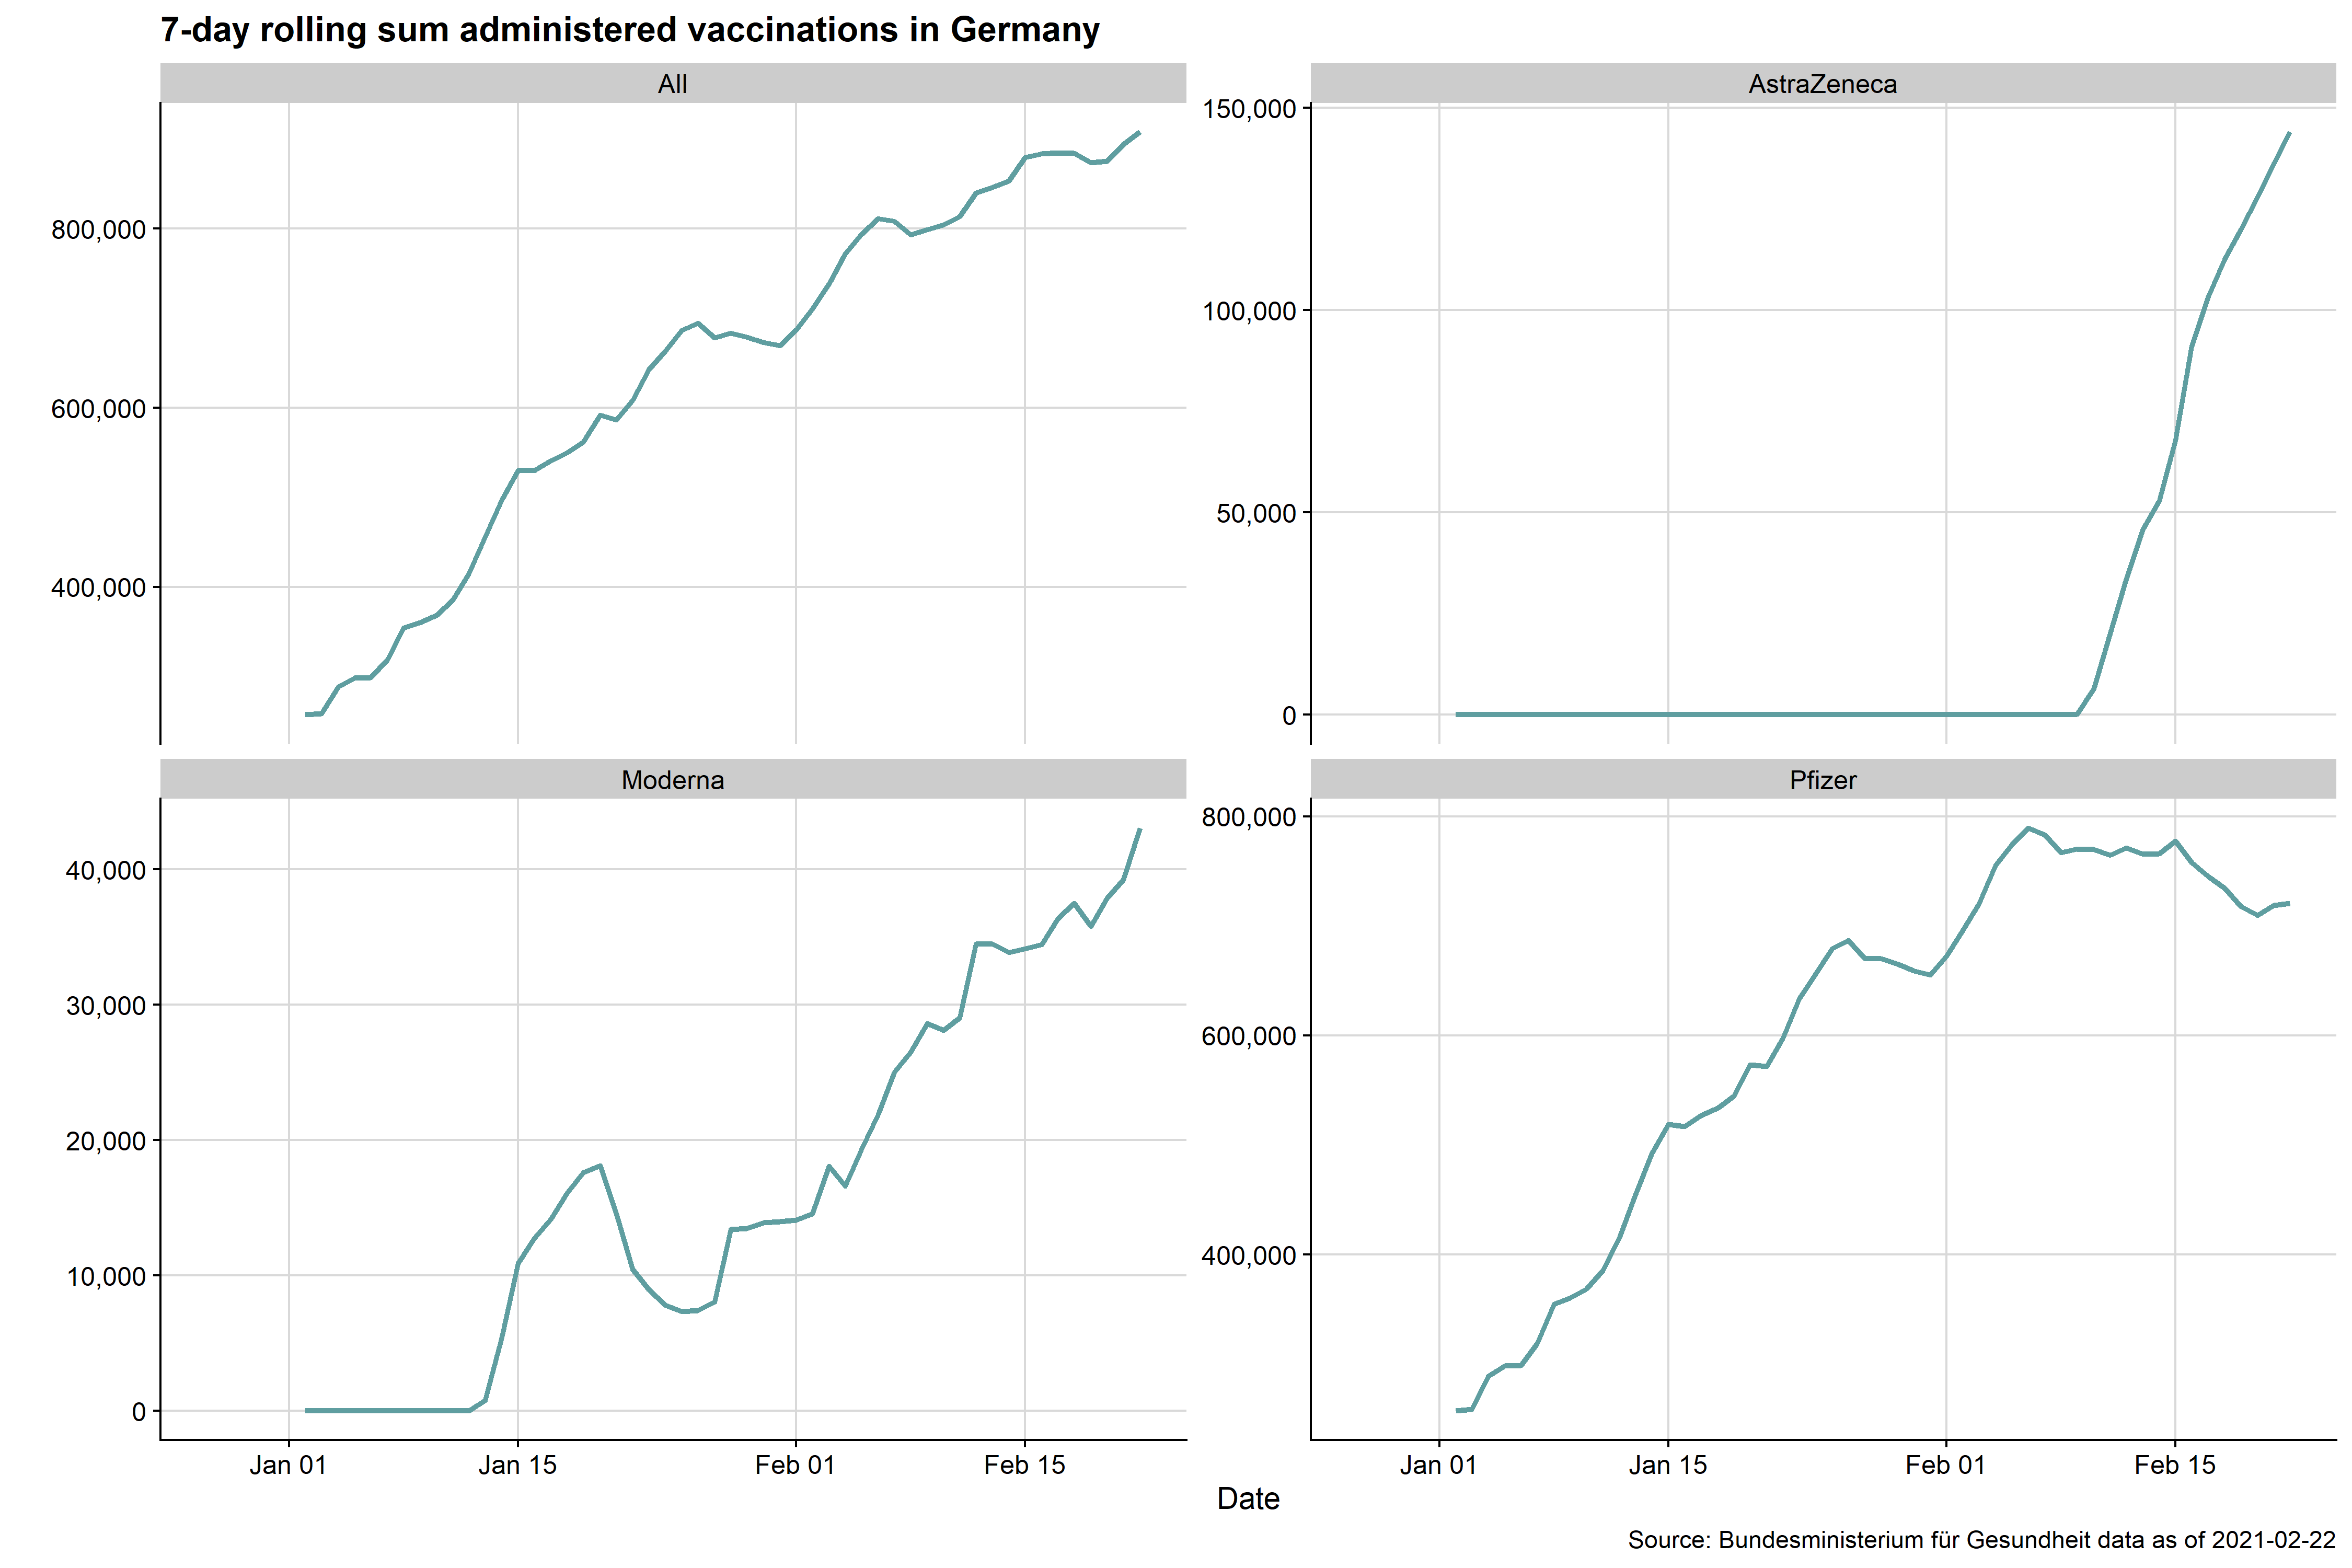 7-day rolling sum administered vaccinations in Germany
All
AstraZeneca
800,000
600,000
400,000
150,000
100,000
50,000
0
Moderna
Pfizer
40,000
30,000
20,000
10,000
0
800,000
600,000
400,000
Jan 01 Jan 15 Feb 01 Feb 15
Jan 01 Jan 15 Feb 01 Feb 15
Date
Source: Bundesministerium für Gesundheit data as of 2021-02-22